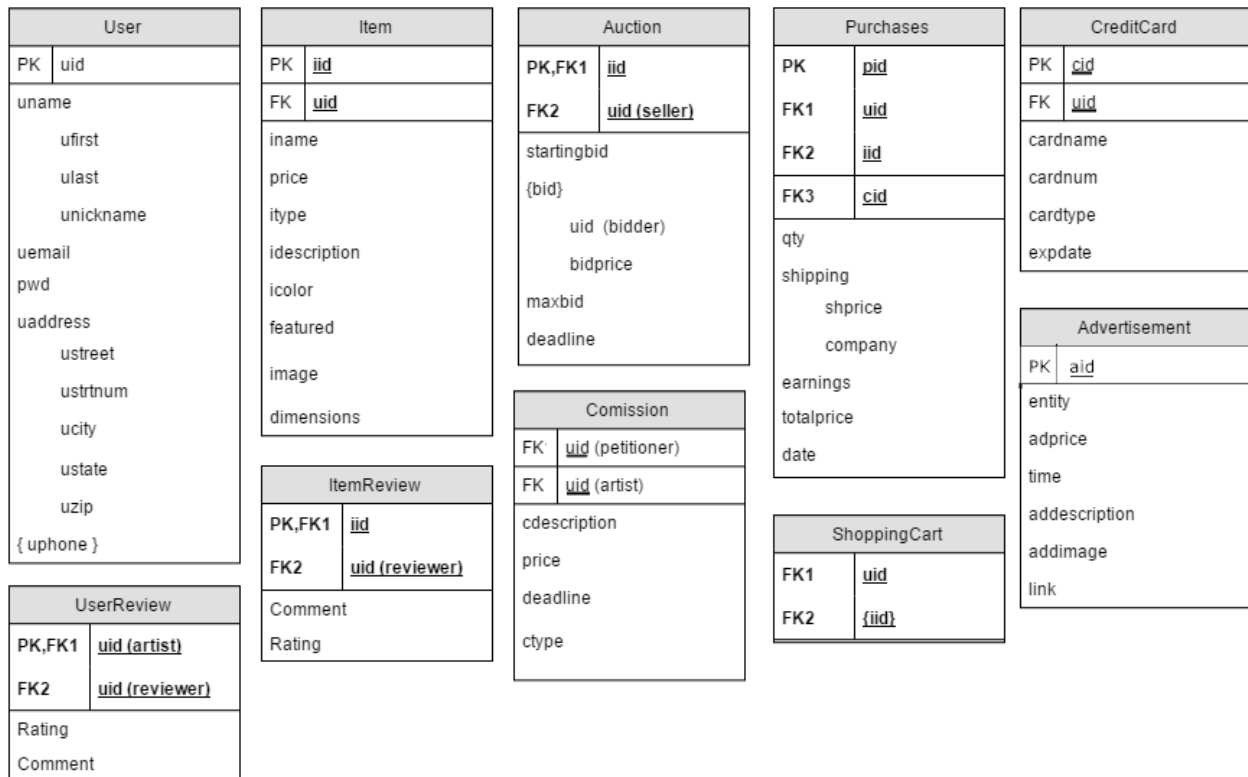 User
PK uid
uname
ufirst
ulast
unickname
uemail
pwd
uaddress
ustreet
ustrtnum
ucity
ustate
uzip
{ uphone }
UserReview
PK,FK1 uid (artist)
FK2 uid (reviewer)
Rating
Comment
Item
PK iid
FK uid
iname
price
itype
idescription
icolor
featured
image
dimensions
ItemReview
PK,FK1 iid
FK2 uid (reviewer)
Comment
Rating
Auction
PK,FK1 iid
FK2 uid (seller)
startingbid
{bid}
uid (bidder)
bidprice
maxbid
deadline
Comission
FK uid (petitioner)
FK uid (artist)
cdescription
price
deadline
ctype
Purchases
PK pid
FK1 uid
FK2 iid
FK3 cid
qty
shipping
shprice
company
earnings
totalprice
date
ShoppingCart
FK1 uid
FK2 {iid}
CreditCard
PK cid
FK uid
cardname
cardnum
cardtype
expdate
Advertisement
PK aid
entity
adprice
time
addescription
addimage
link